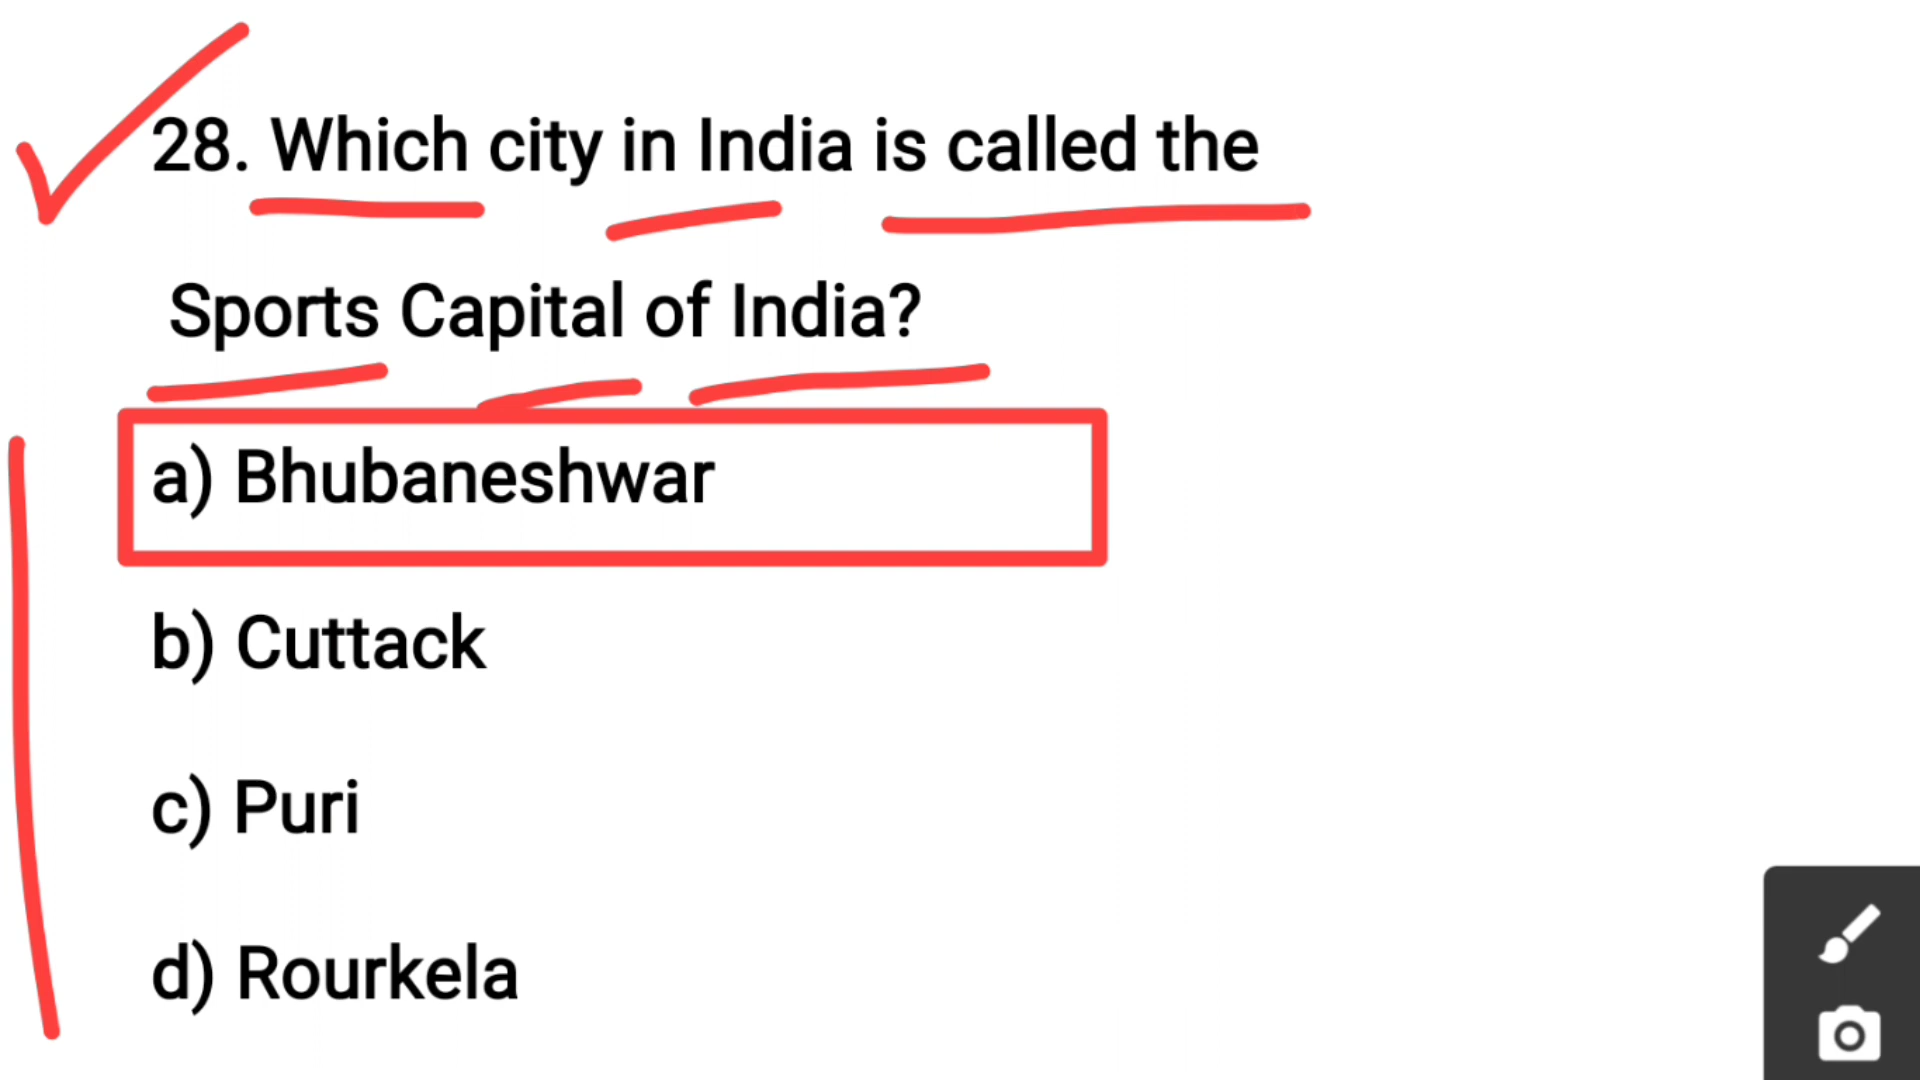 28. Which city in India is called the
Sports Capital of India?
a) Bhubaneshwar
b) Cuttack
c) Puri
d) Rourkela